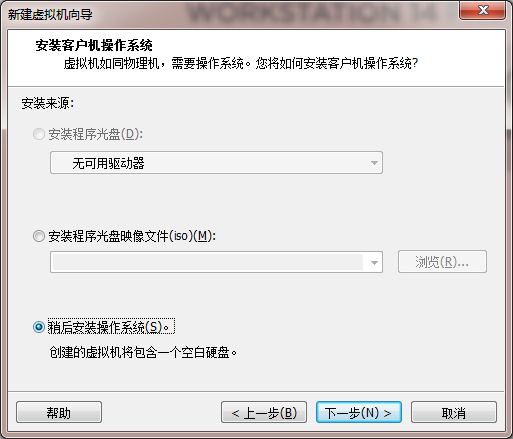 新建虚拟机向导
WORKSTATION 14
安装客户机操作系统
虚拟机如同物理机，需要操作系统。您将如何安装客户机操作系统?
安装来源:
安装程序光盘(D):
无可用驱动器
安装程序光盘映像文件(iso)(M):
浏览(R)...
稍后安装操作系统(S)。
创建的虚拟机将包含一个空白硬盘。
帮助
< 上一步(B)
下一步(N) >
取消